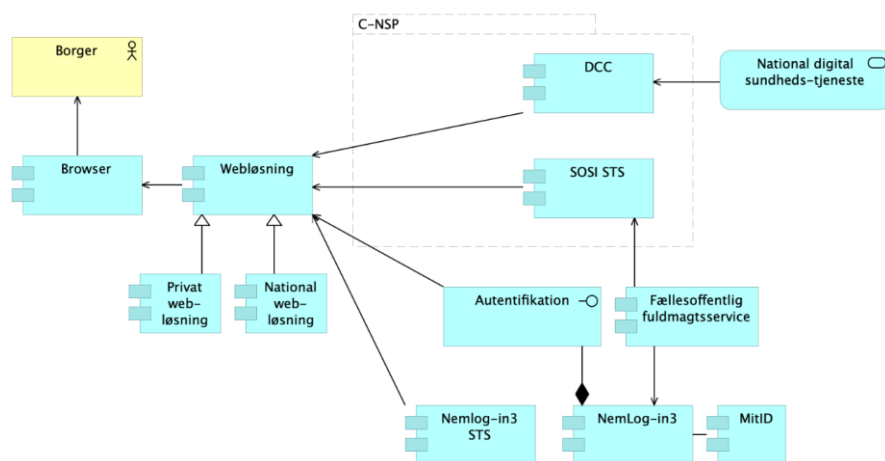 C-NSP
Borger
DCC
National digital
sundheds-tjeneste
Browser
Webløsning
SOSI STS
Privat
web-
løsning
National
web-
løsning
Autentifikation
Fællesoffentlig
fuldmagtsservice
Nemlog-in3
STS
NemLog-in3
MitID